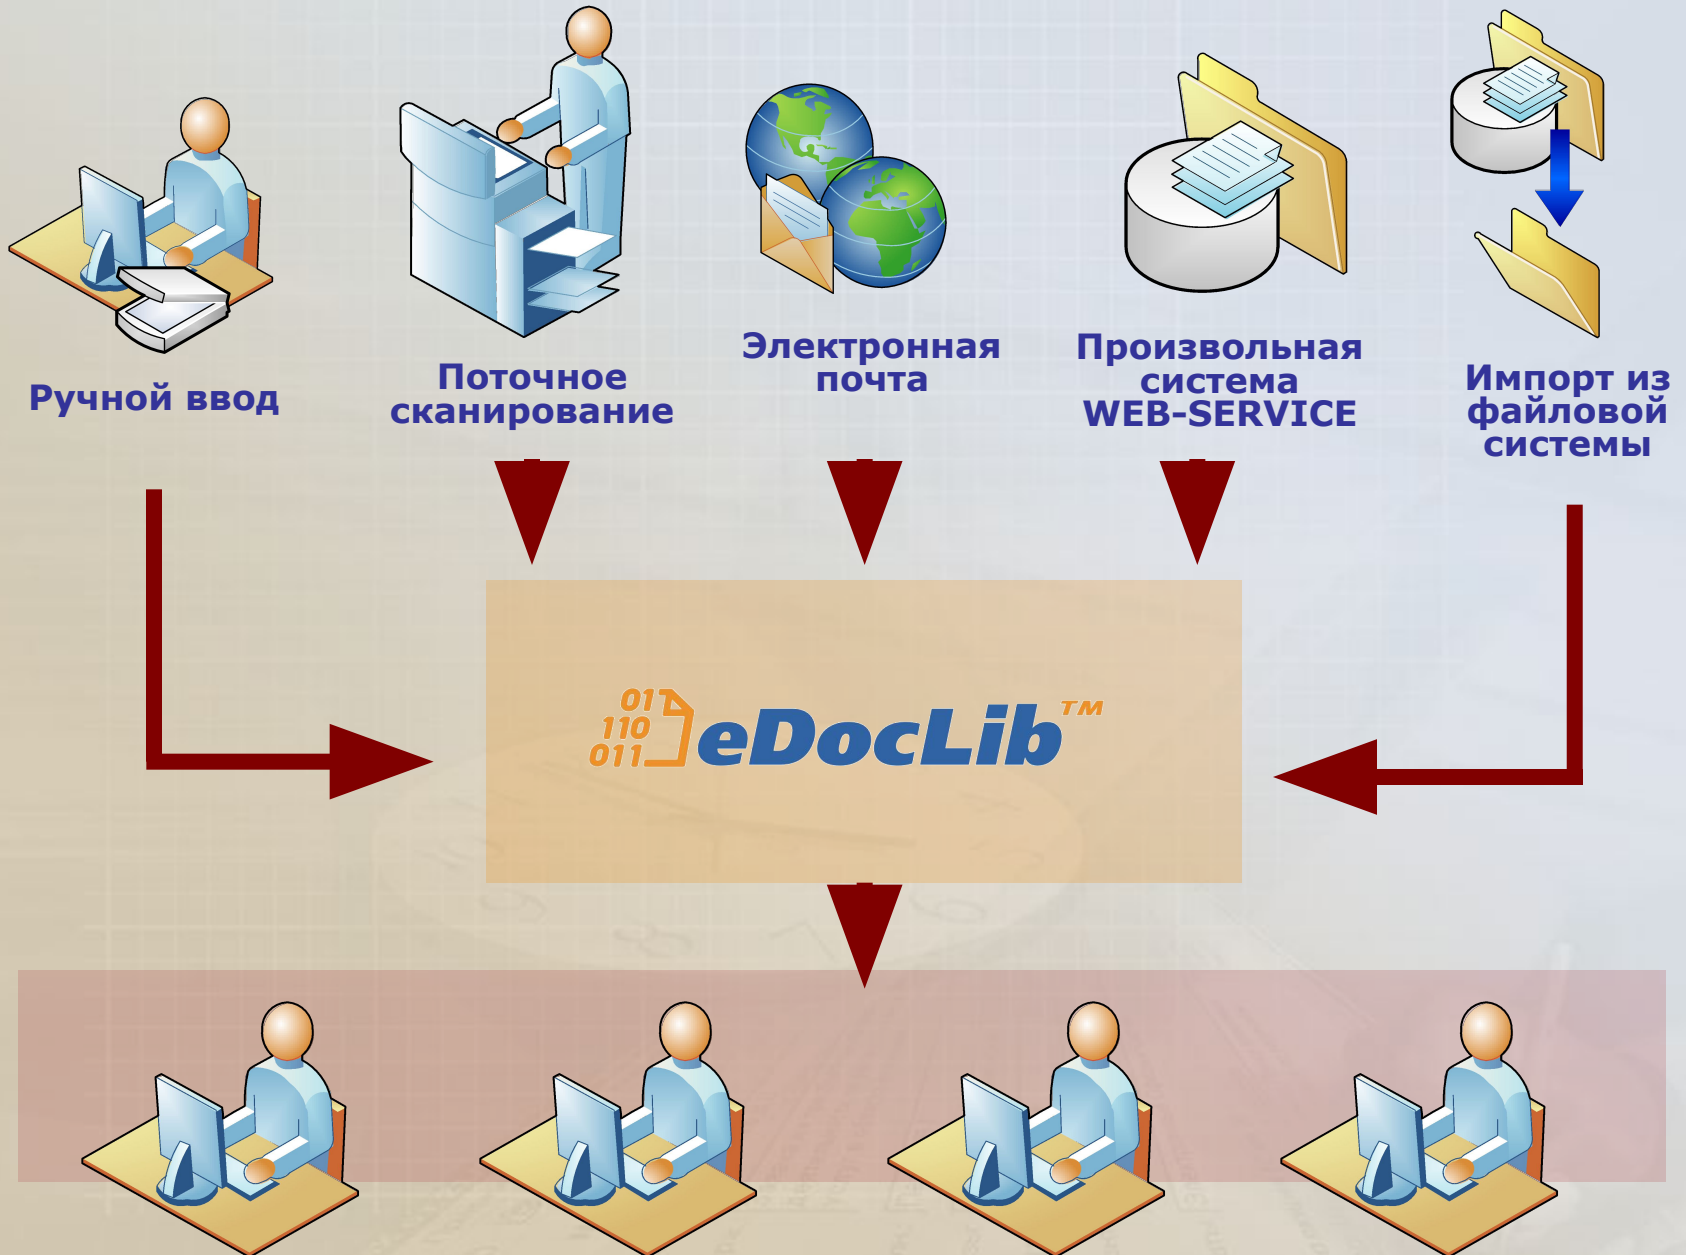 Ручной ввод
Поточное
сканирование
Электронная
почта
Произвольная
система
WEB-SERVICE
Импорт из
файловой
системы
01
110
011
eDocLib™